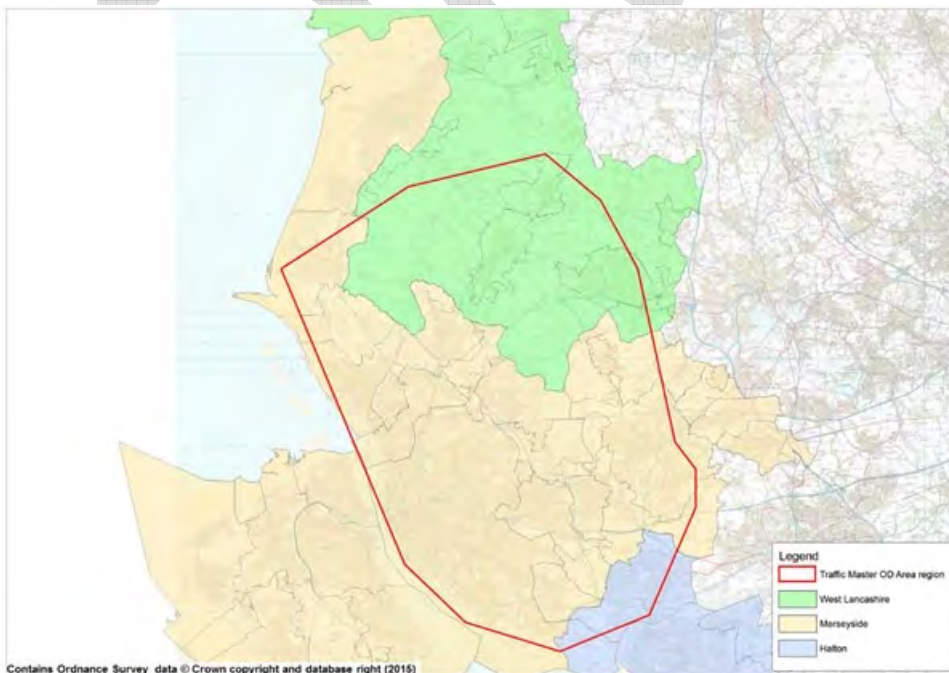 Legend
Traffic Master OD Area region
West Lancashire
Merseyside
Halton
Contains Ordnance Survey data © Crown copyright and database right (2015)